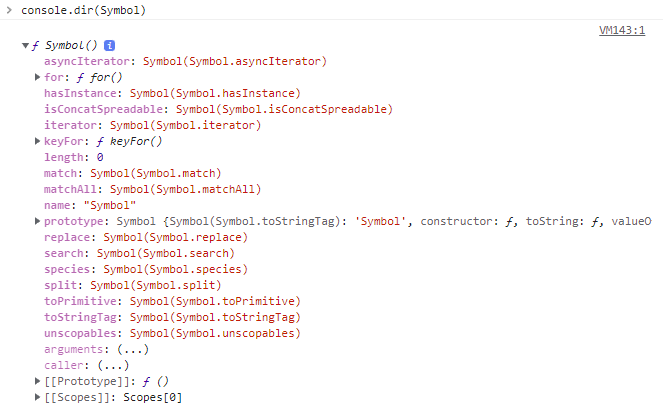 > console.dir(Symbol)
VM143:1
▼ƒ Symbol() i
asyncIterator: Symbol(Symbol.asyncIterator)
▶for: ƒ for()
hasInstance: Symbol(Symbol.hasInstance)
isConcatSpreadable: Symbol(Symbol.isConcatSpreadable)
iterator: Symbol(Symbol.iterator)
▶keyFor: ƒ keyFor()
length: 0
match: Symbol(Symbol.match)
matchAll: Symbol(Symbol.matchAll)
name: "Symbol"
▶prototype: Symbol {Symbol(Symbol.toStringTag): 'Symbol', constructor: ƒ, toString: ƒ, valueO
replace: Symbol(Symbol.replace)
search: Symbol(Symbol.search)
species: Symbol(Symbol.species)
split: Symbol(Symbol.split)
toPrimitive: Symbol(Symbol.toPrimitive)
toStringTag: Symbol(Symbol.toStringTag)
unscopables: Symbol(Symbol.unscopables)
arguments: (...)
caller: (...)
▶[[Prototype]]: ƒ ()
▶[[Scopes]]: Scopes[0]